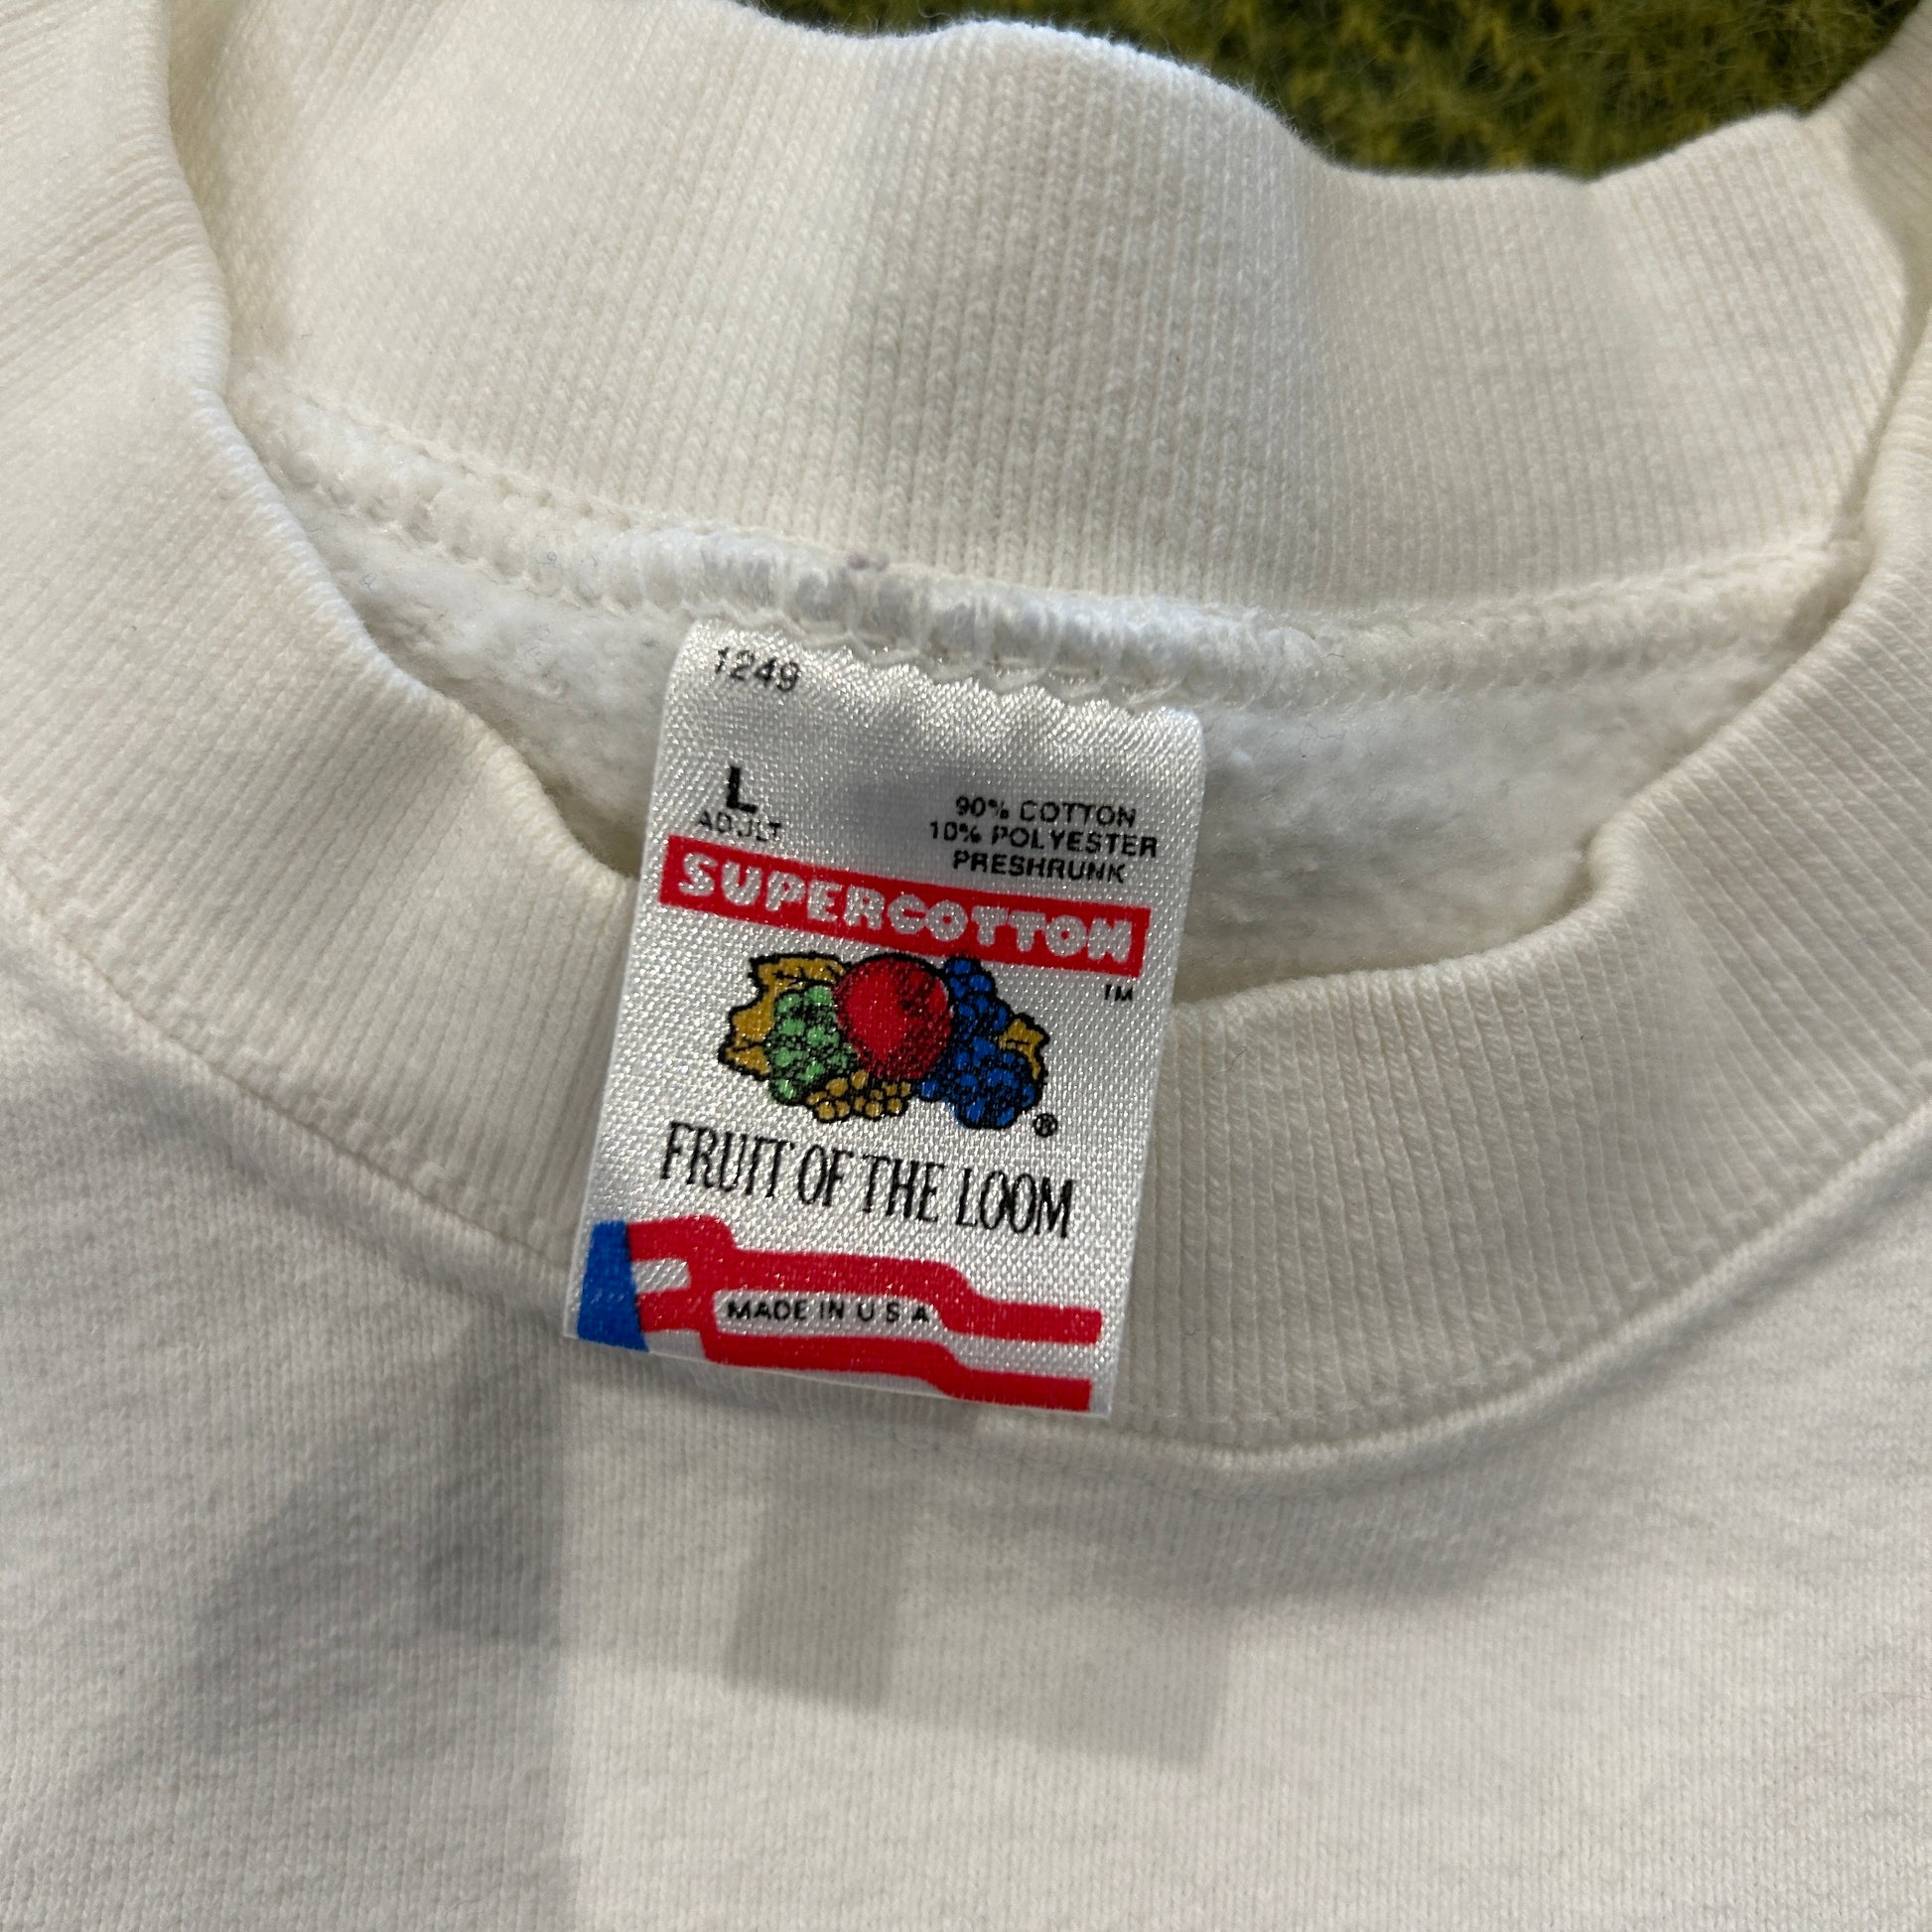 1249
L
ADULT
90% COTTON
10% POLYESTER
PRESHRUNK
SUPERCOTTON
TM
®
FRUIT OF THE LOOM
MADE IN U S A